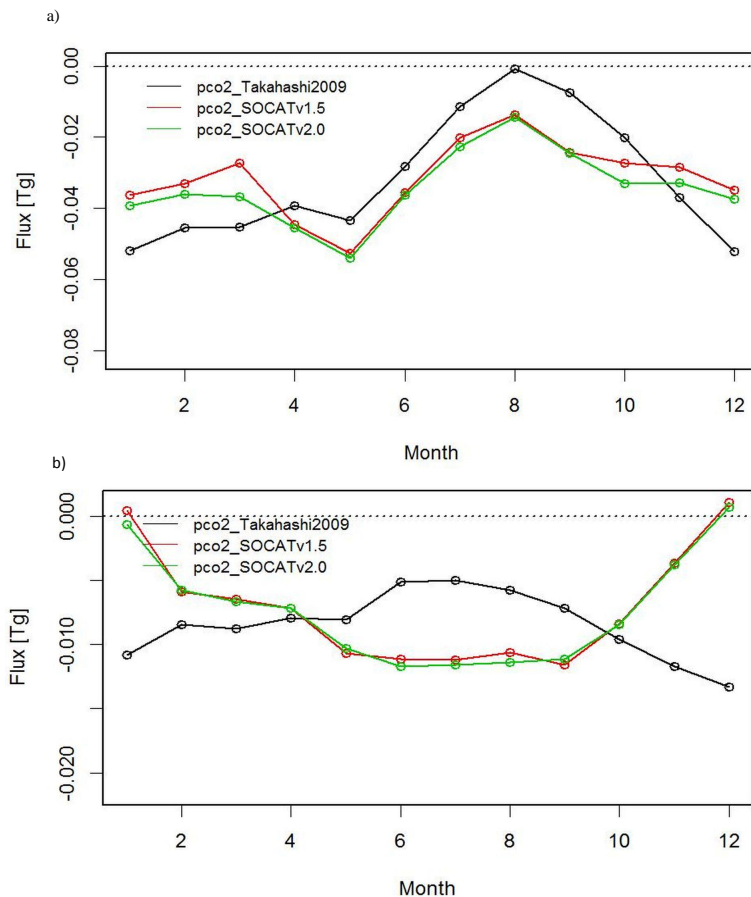 a)
0.00
pco2_Takahashi2009
pco2_SOCATv1.5
-0.02
pco2_SOCATv2.0
Flux [Tg]
-0.04
-0.06
-0.08
2 4 6 8 10 12
Month
b)
0.000
pco2_Takahashi2009
pco2_SOCATv1.5
pco2_SOCATv2.0
Flux [Tg]
-0.010
-0.020
2 4 6 8 10 12
Month